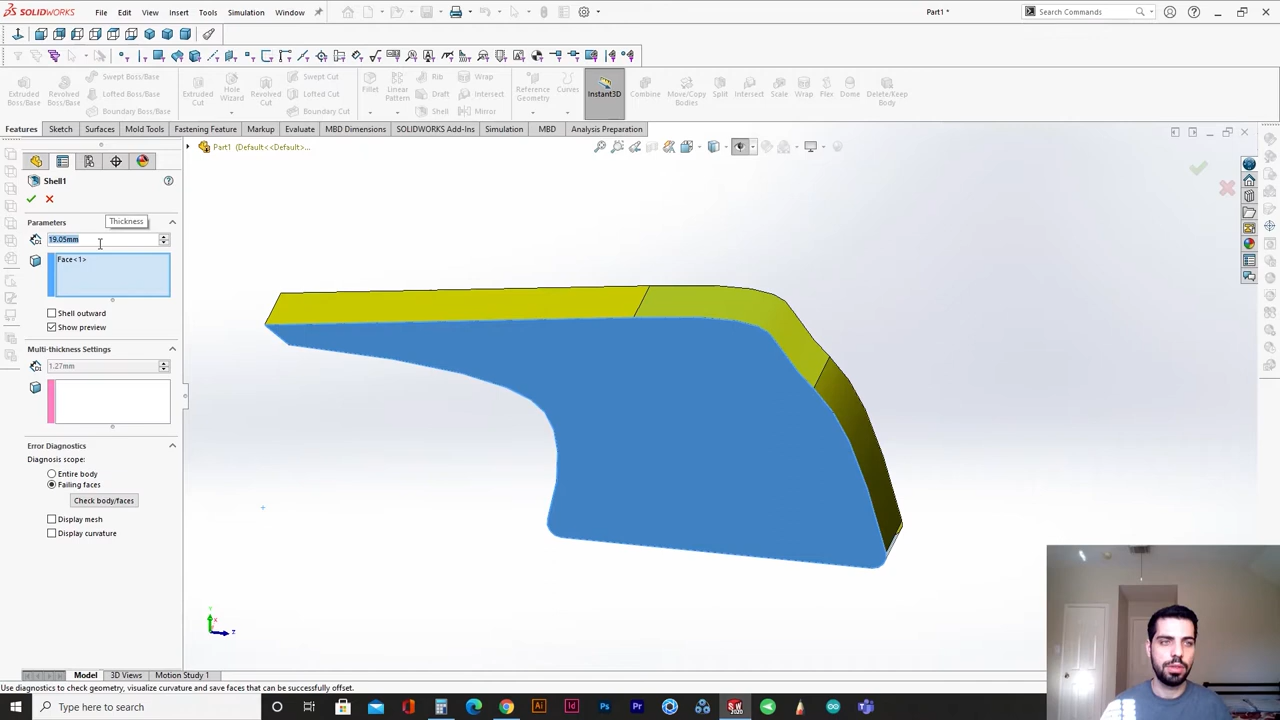 SOLIDWORKS File Edit View Insert Tools Simulation Window Part1 * Search Commands
Extruded Boss/Base Revolved Boss/Base Swept Boss/Base Lofted Boss/Base Boundary Boss/Base Extruded Cut Hole Wizard Revolved Cut Swept Cut Lofted Cut Boundary Cut Fillet Linear Pattern Rib Draft Shell Wrap Intersect Mirror Reference Geometry Curves Instant3D Combine Move/Copy Bodies Split Intersect Scale Wrap Flex Dome Delete/Keep Body
Features Sketch Surfaces Mold Tools Fastening Feature Markup Evaluate MBD Dimensions SOLIDWORKS Add-Ins Simulation MBD Analysis Preparation
Part1 (Default<<Default>...
Shell1
Thickness
Parameters
19.05mm
Face<1>
Shell outward
Show preview
Multi-thickness Settings
1.27mm
Error Diagnostics
Diagnosis scope:
Entire body
Failing faces
Check body/faces
Display mesh
Display curvature
Y
Z
Model 3D Views Motion Study 1
Use diagnostics to check geometry, visualize curvature and save faces that can be successfully offset.
Type here to search